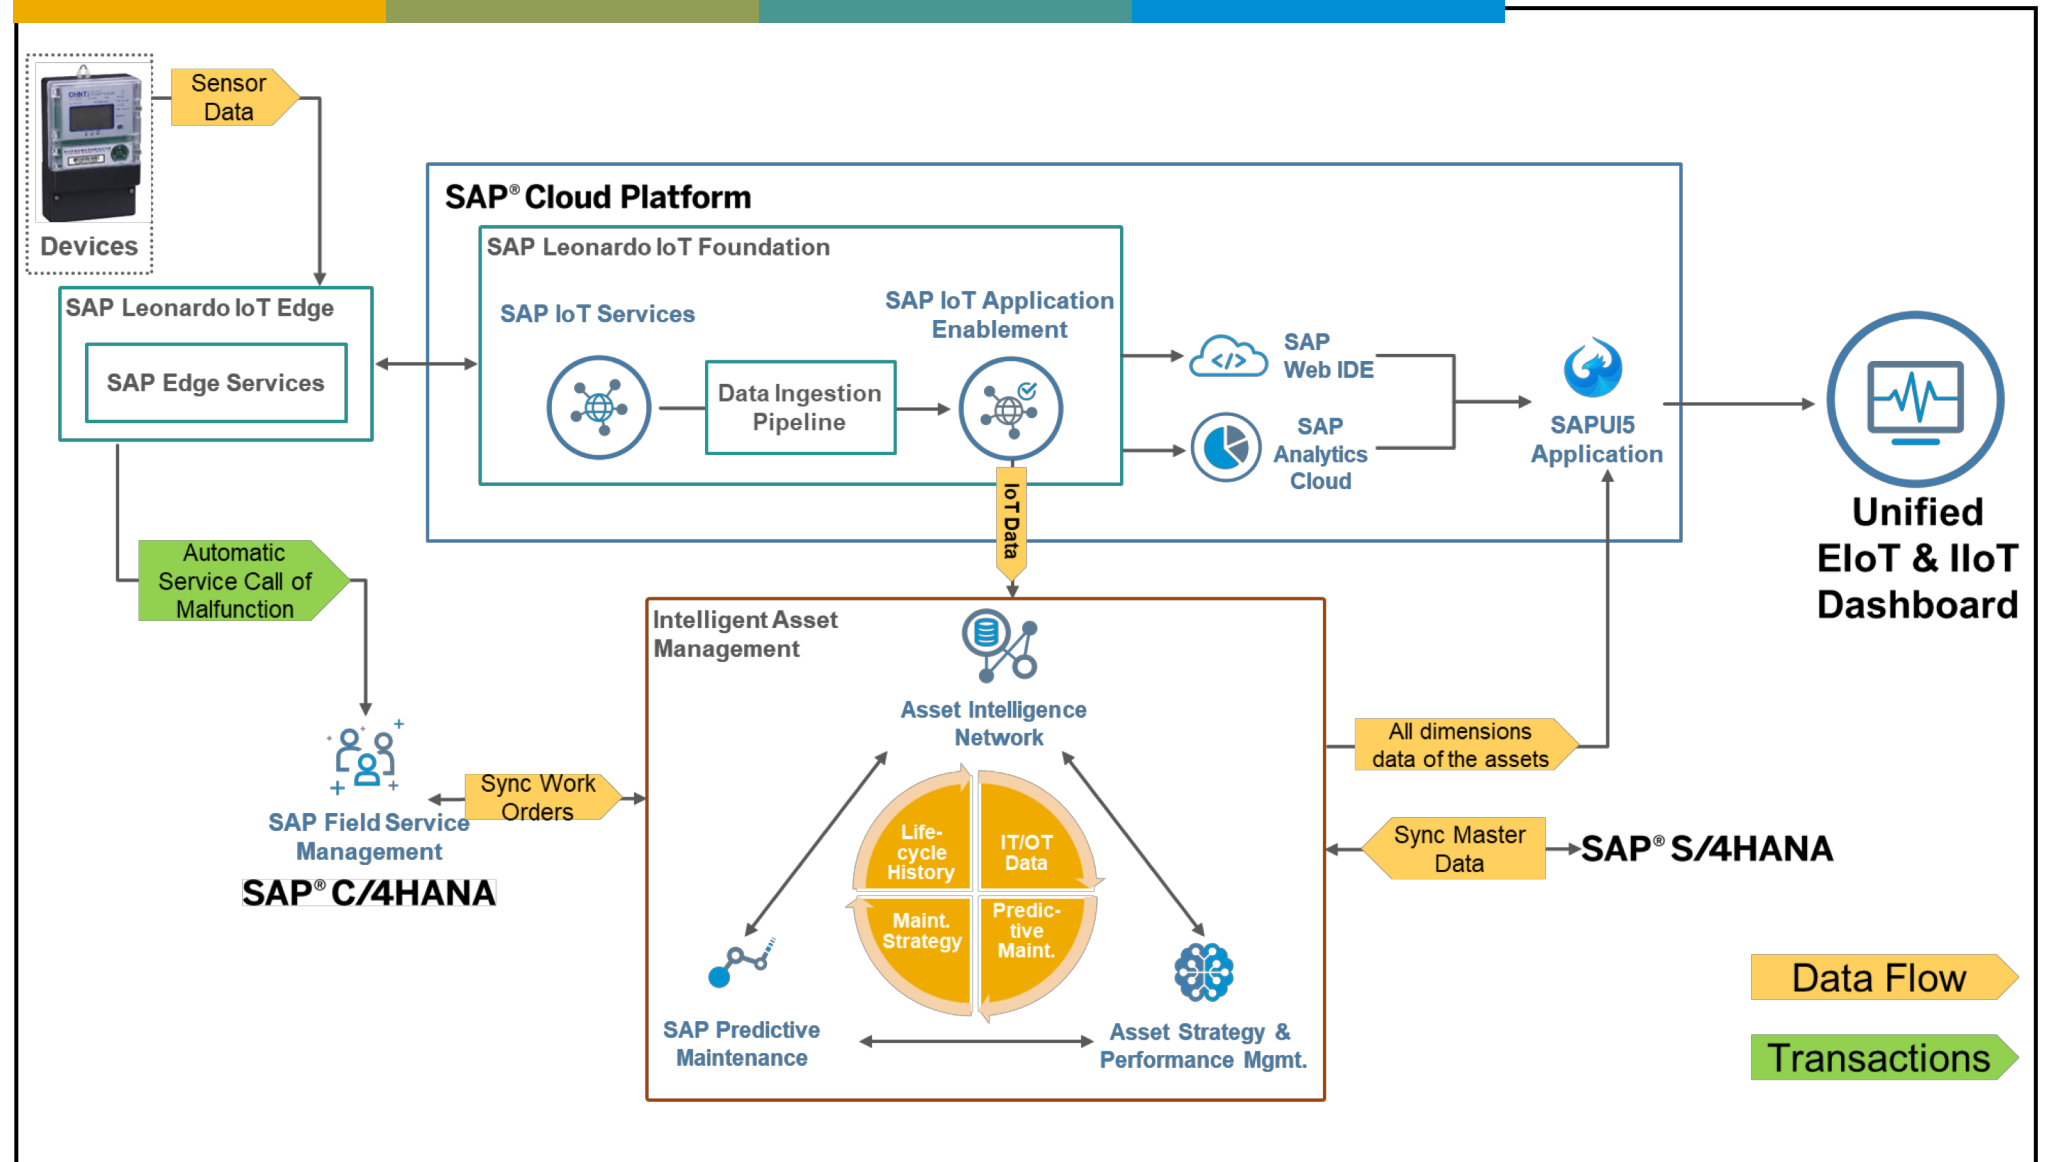 Sensor
Data
CHNT
Devices
SAP® Cloud Platform
SAP Leonardo IoT Foundation
SAP Leonardo IoT Edge
SAP Edge Services
SAP IoT Services
Data Ingestion
Pipeline
SAP IoT Application
Enablement
SAP
Web IDE
SAP
Analytics
Cloud
SAPUI5
Application
Unified
EIoT & IIoT
Dashboard
IoT Data
Automatic
Service Call of
Malfunction
SAP Field Service
Management
SAP® C/4HANA
Sync Work
Orders
Intelligent Asset
Management
Asset Intelligence
Network
Life-
cycle
History
IT/OT
Data
Maint.
Strategy
Predic-
tive
Maint.
SAP Predictive
Maintenance
Asset Strategy &
Performance Mgmt.
All dimensions
data of the assets
Sync Master
Data
SAP® S/4HANA
Data Flow
Transactions